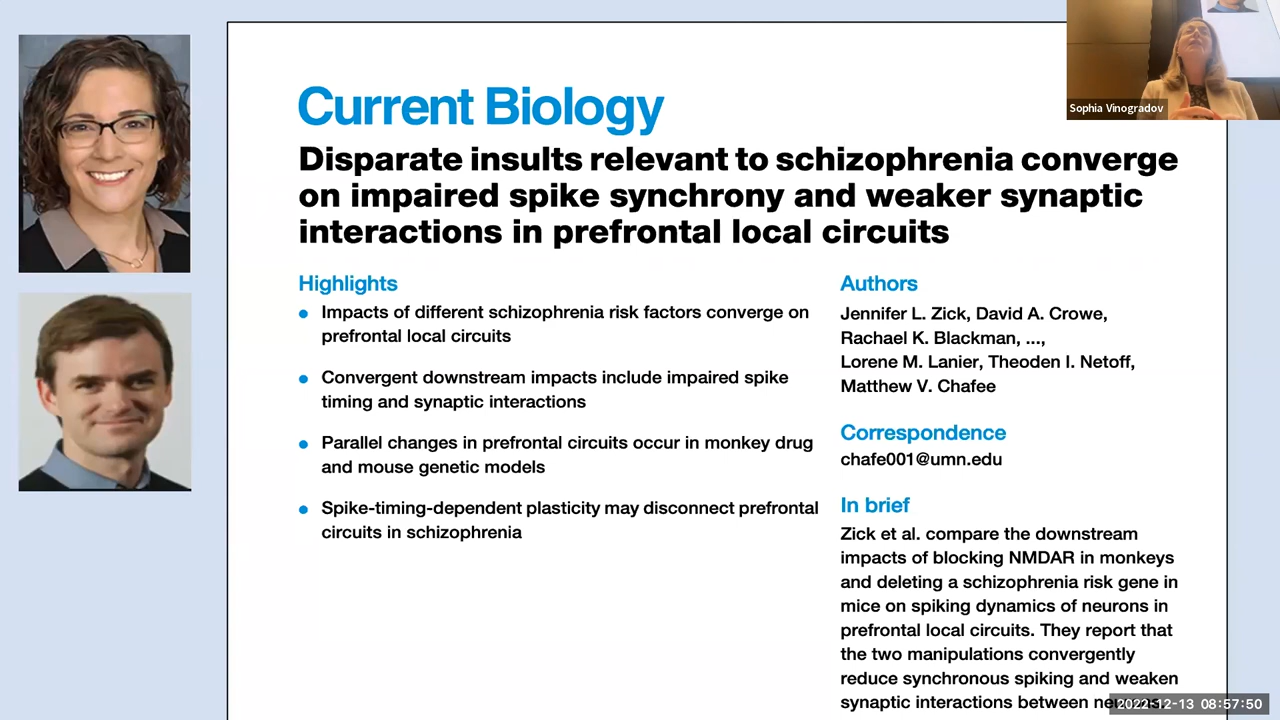 Sophia Vinogradov
Current Biology
Disparate insults relevant to schizophrenia converge
on impaired spike synchrony and weaker synaptic
interactions in prefrontal local circuits
Highlights
Impacts of different schizophrenia risk factors converge on
prefrontal local circuits
Convergent downstream impacts include impaired spike
timing and synaptic interactions
Parallel changes in prefrontal circuits occur in monkey drug
and mouse genetic models
Spike-timing-dependent plasticity may disconnect prefrontal
circuits in schizophrenia
Authors
Jennifer L. Zick, David A. Crowe,
Rachael K. Blackman, ...,
Lorene M. Lanier, Theoden I. Netoff,
Matthew V. Chafee
Correspondence
chafe001@umn.edu
In brief
Zick et al. compare the downstream
impacts of blocking NMDAR in monkeys
and deleting a schizophrenia risk gene in
mice on spiking dynamics of neurons in
prefrontal local circuits. They report that
the two manipulations convergently
reduce synchronous spiking and weaken
synaptic interactions between
2022-12-13 08:57:50